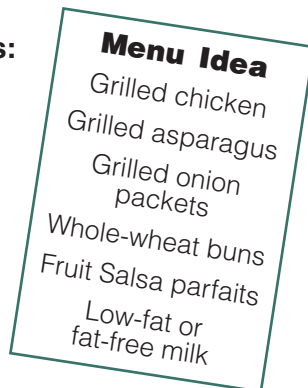 s:
Menu Idea
Grilled chicken
Grilled asparagus
Grilled onion
packets
Whole-wheat buns
Fruit Salsa parfaits
Low-fat or
fat-free milk